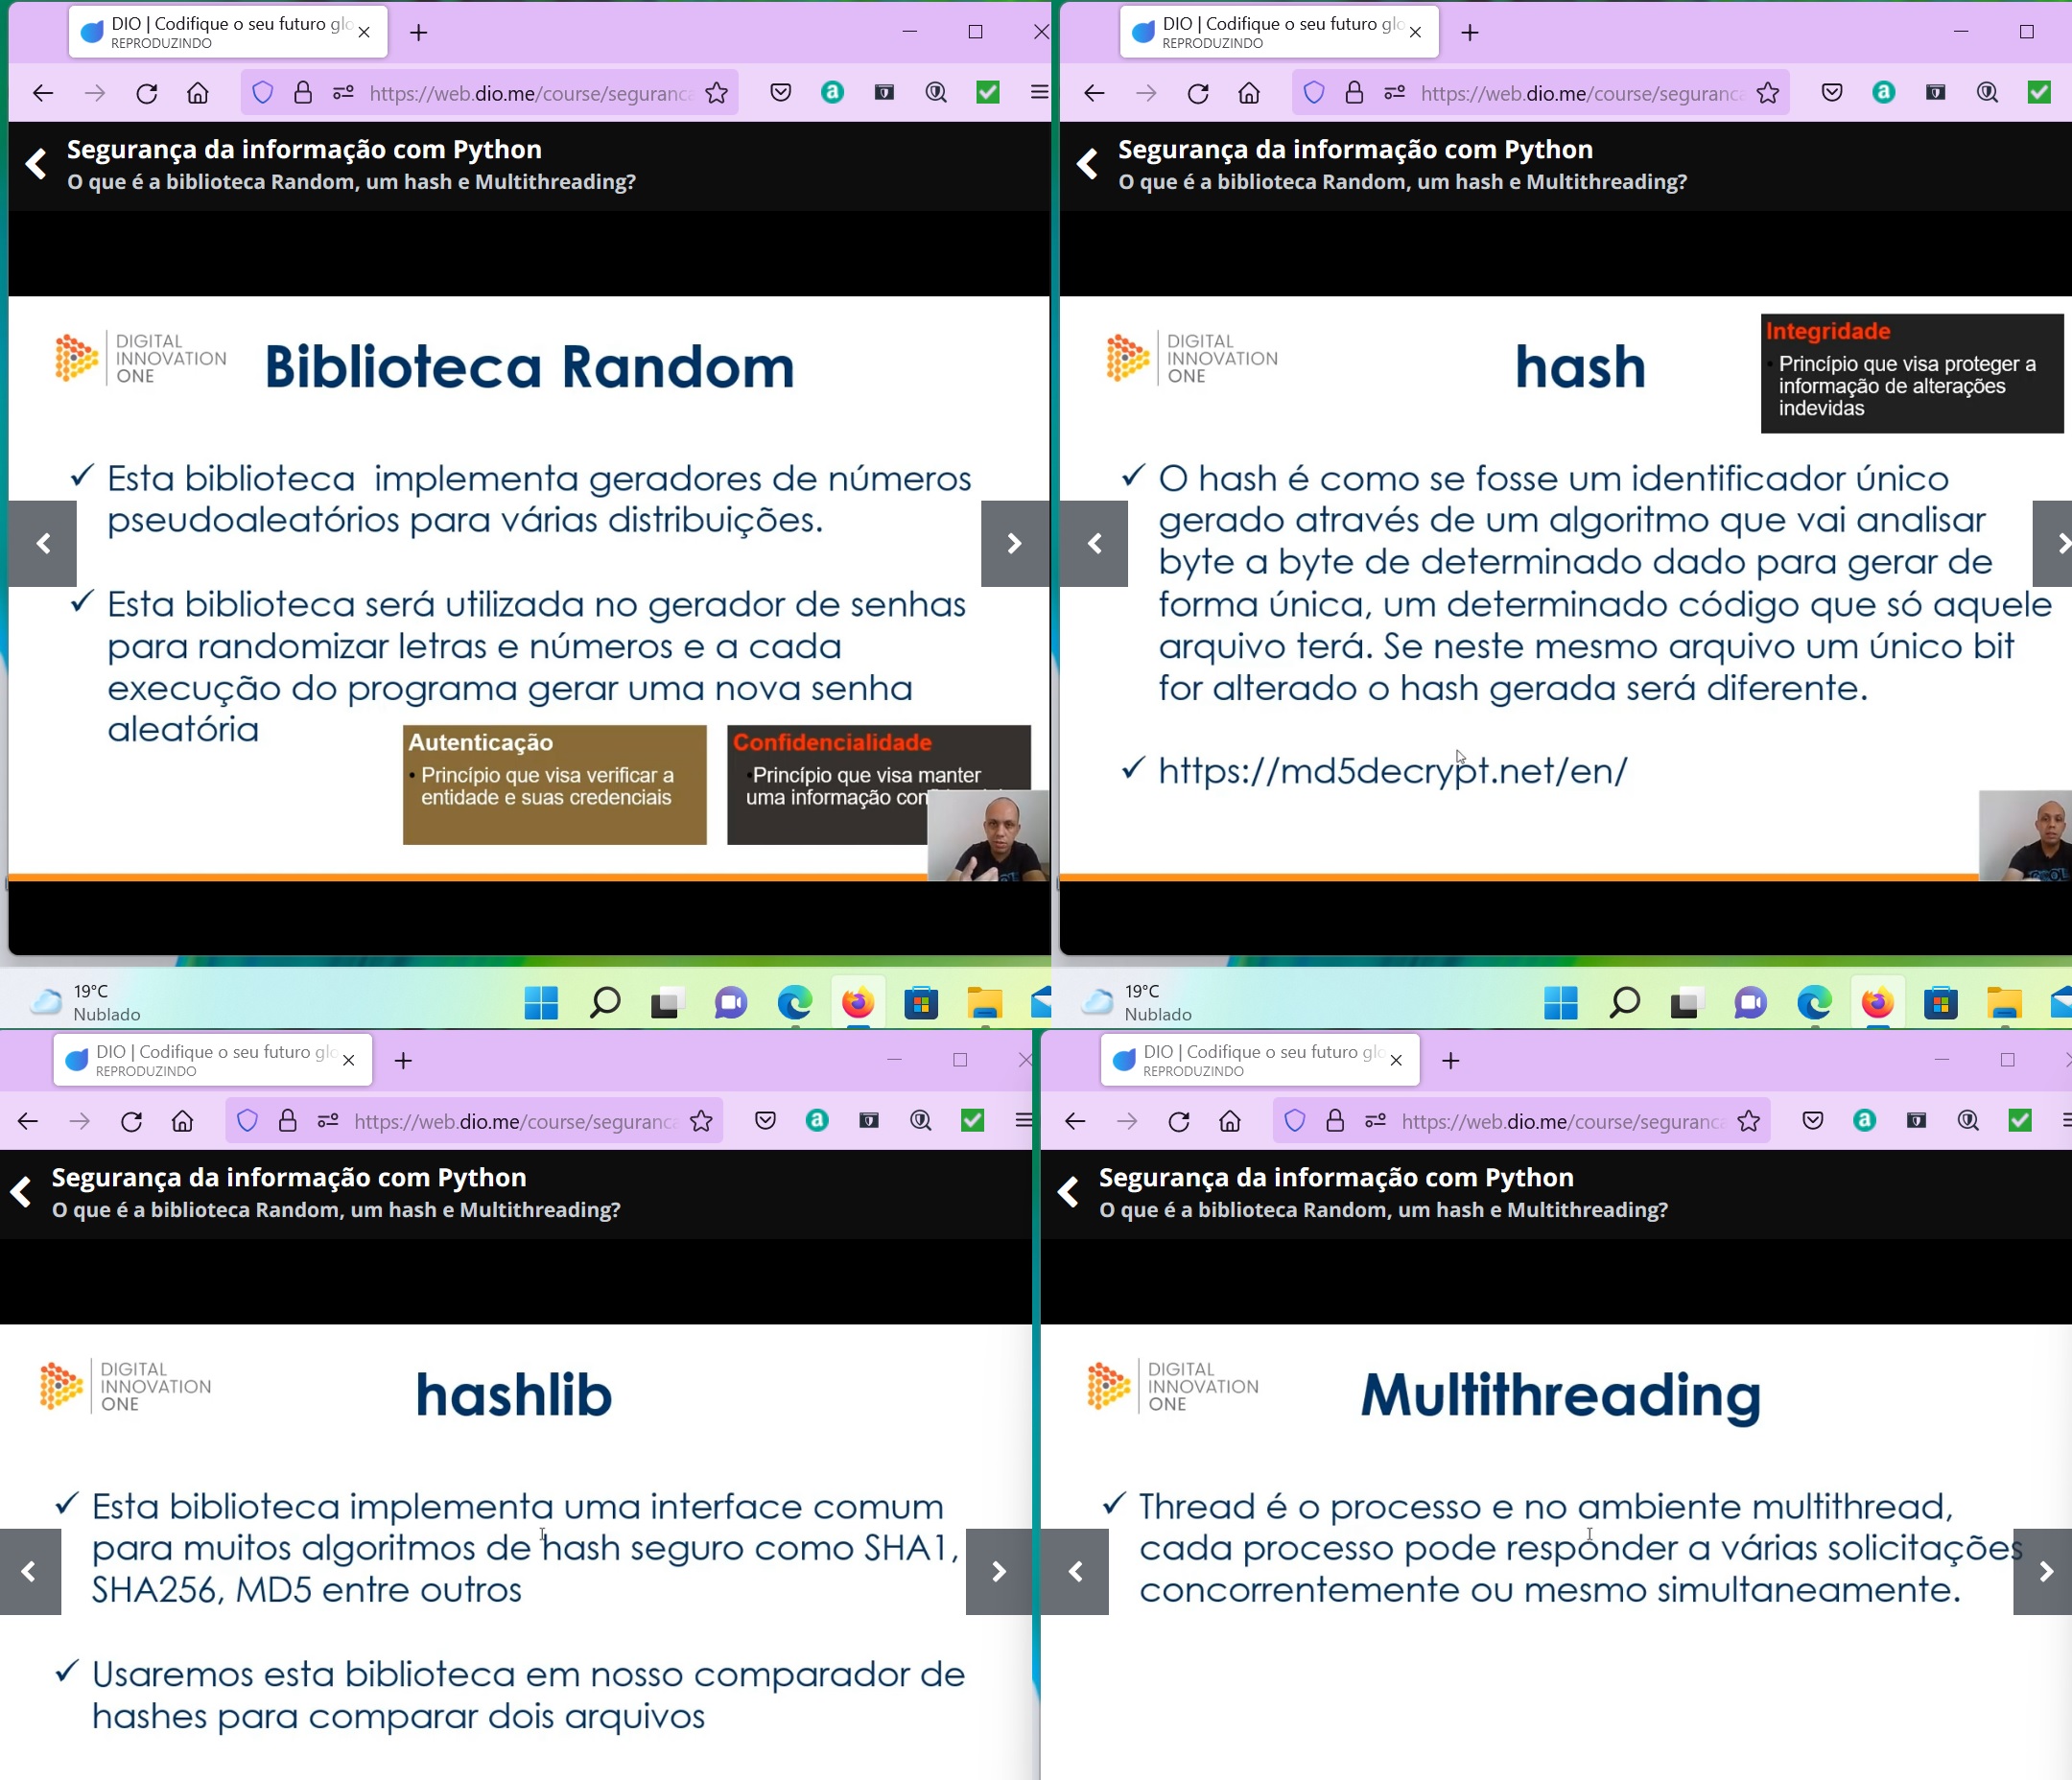 DIO | Codifique o seu futuro glo
REPRODUZINDO
https://web.dio.me/course/seguranca
Segurança da informação com Python
O que é a biblioteca Random, um hash e Multithreading?
DIGITAL
INNOVATION
ONE
Biblioteca Random
Esta biblioteca implementa geradores de números
pseudoaleatórios para várias distribuições.
Esta biblioteca será utilizada no gerador de senhas
para randomizar letras e números e a cada
execução do programa gerar uma nova senha
aleatória
Autenticação
• Princípio que visa verificar a
entidade e suas credenciais
Confidencialidade
•Princípio que visa manter
uma informação con
19°C
Nublado
DIO | Codifique o seu futuro glo
REPRODUZINDO
https://web.dio.me/course/seguranca
Segurança da informação com Python
O que é a biblioteca Random, um hash e Multithreading?
DIGITAL
INNOVATION
ONE
hash
Integridade
• Princípio que visa proteger a
informação de alterações
indevidas
O hash é como se fosse um identificador único
gerado através de um algoritmo que vai analisar
byte a byte de determinado dado para gerar de
forma única, um determinado código que só aquele
arquivo terá. Se neste mesmo arquivo um único bit
for alterado o hash gerada será diferente.
https://md5decrypt.net/en/
19°C
Nublado
DIO | Codifique o seu futuro glo
REPRODUZINDO
https://web.dio.me/course/seguranca
Segurança da informação com Python
O que é a biblioteca Random, um hash e Multithreading?
DIGITAL
INNOVATION
ONE
hashlib
Esta biblioteca implementa uma interface comum
para muitos algoritmos de hash seguro como SHA1,
SHA256, MD5 entre outros
Usaremos esta biblioteca em nosso comparador de
hashes para comparar dois arquivos
DIO | Codifique o seu futuro glo
REPRODUZINDO
https://web.dio.me/course/seguranca
Segurança da informação com Python
O que é a biblioteca Random, um hash e Multithreading?
DIGITAL
INNOVATION
ONE
Multithreading
Thread é o processo e no ambiente multithread,
cada processo pode responder a várias solicitações
concorrentemente ou mesmo simultaneamente.